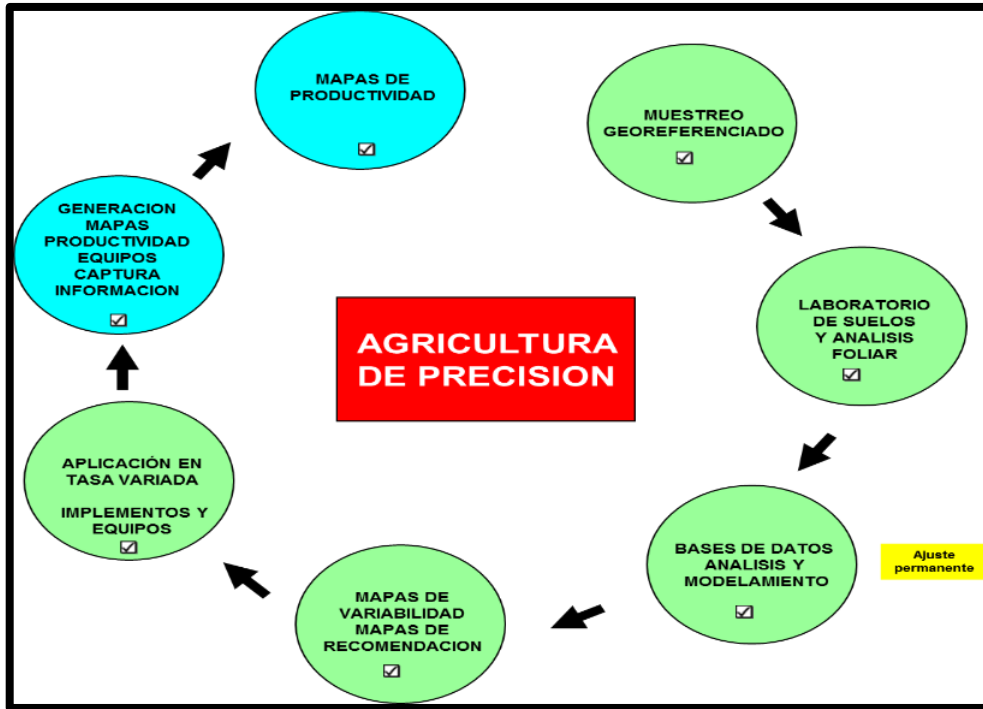 MAPAS DE
PRODUCTIVIDAD
MUESTREO
GEOREFERENCIADO
GENERACION
MAPAS
PRODUCTIVIDAD
EQUIPOS
CAPTURA
INFORMACION
LABORATORIO
DE SUELOS
Y ANALISIS
FOLIAR
AGRICULTURA
DE PRECISION
APLICACIÓN EN
TASA VARIADA
IMPLEMENTOS Y
EQUIPOS
BASES DE DATOS
ANALISIS Y
MODELAMIENTO
Ajuste
permanente
MAPAS DE
VARIABILIDAD
MAPAS DE
RECOMENDACION